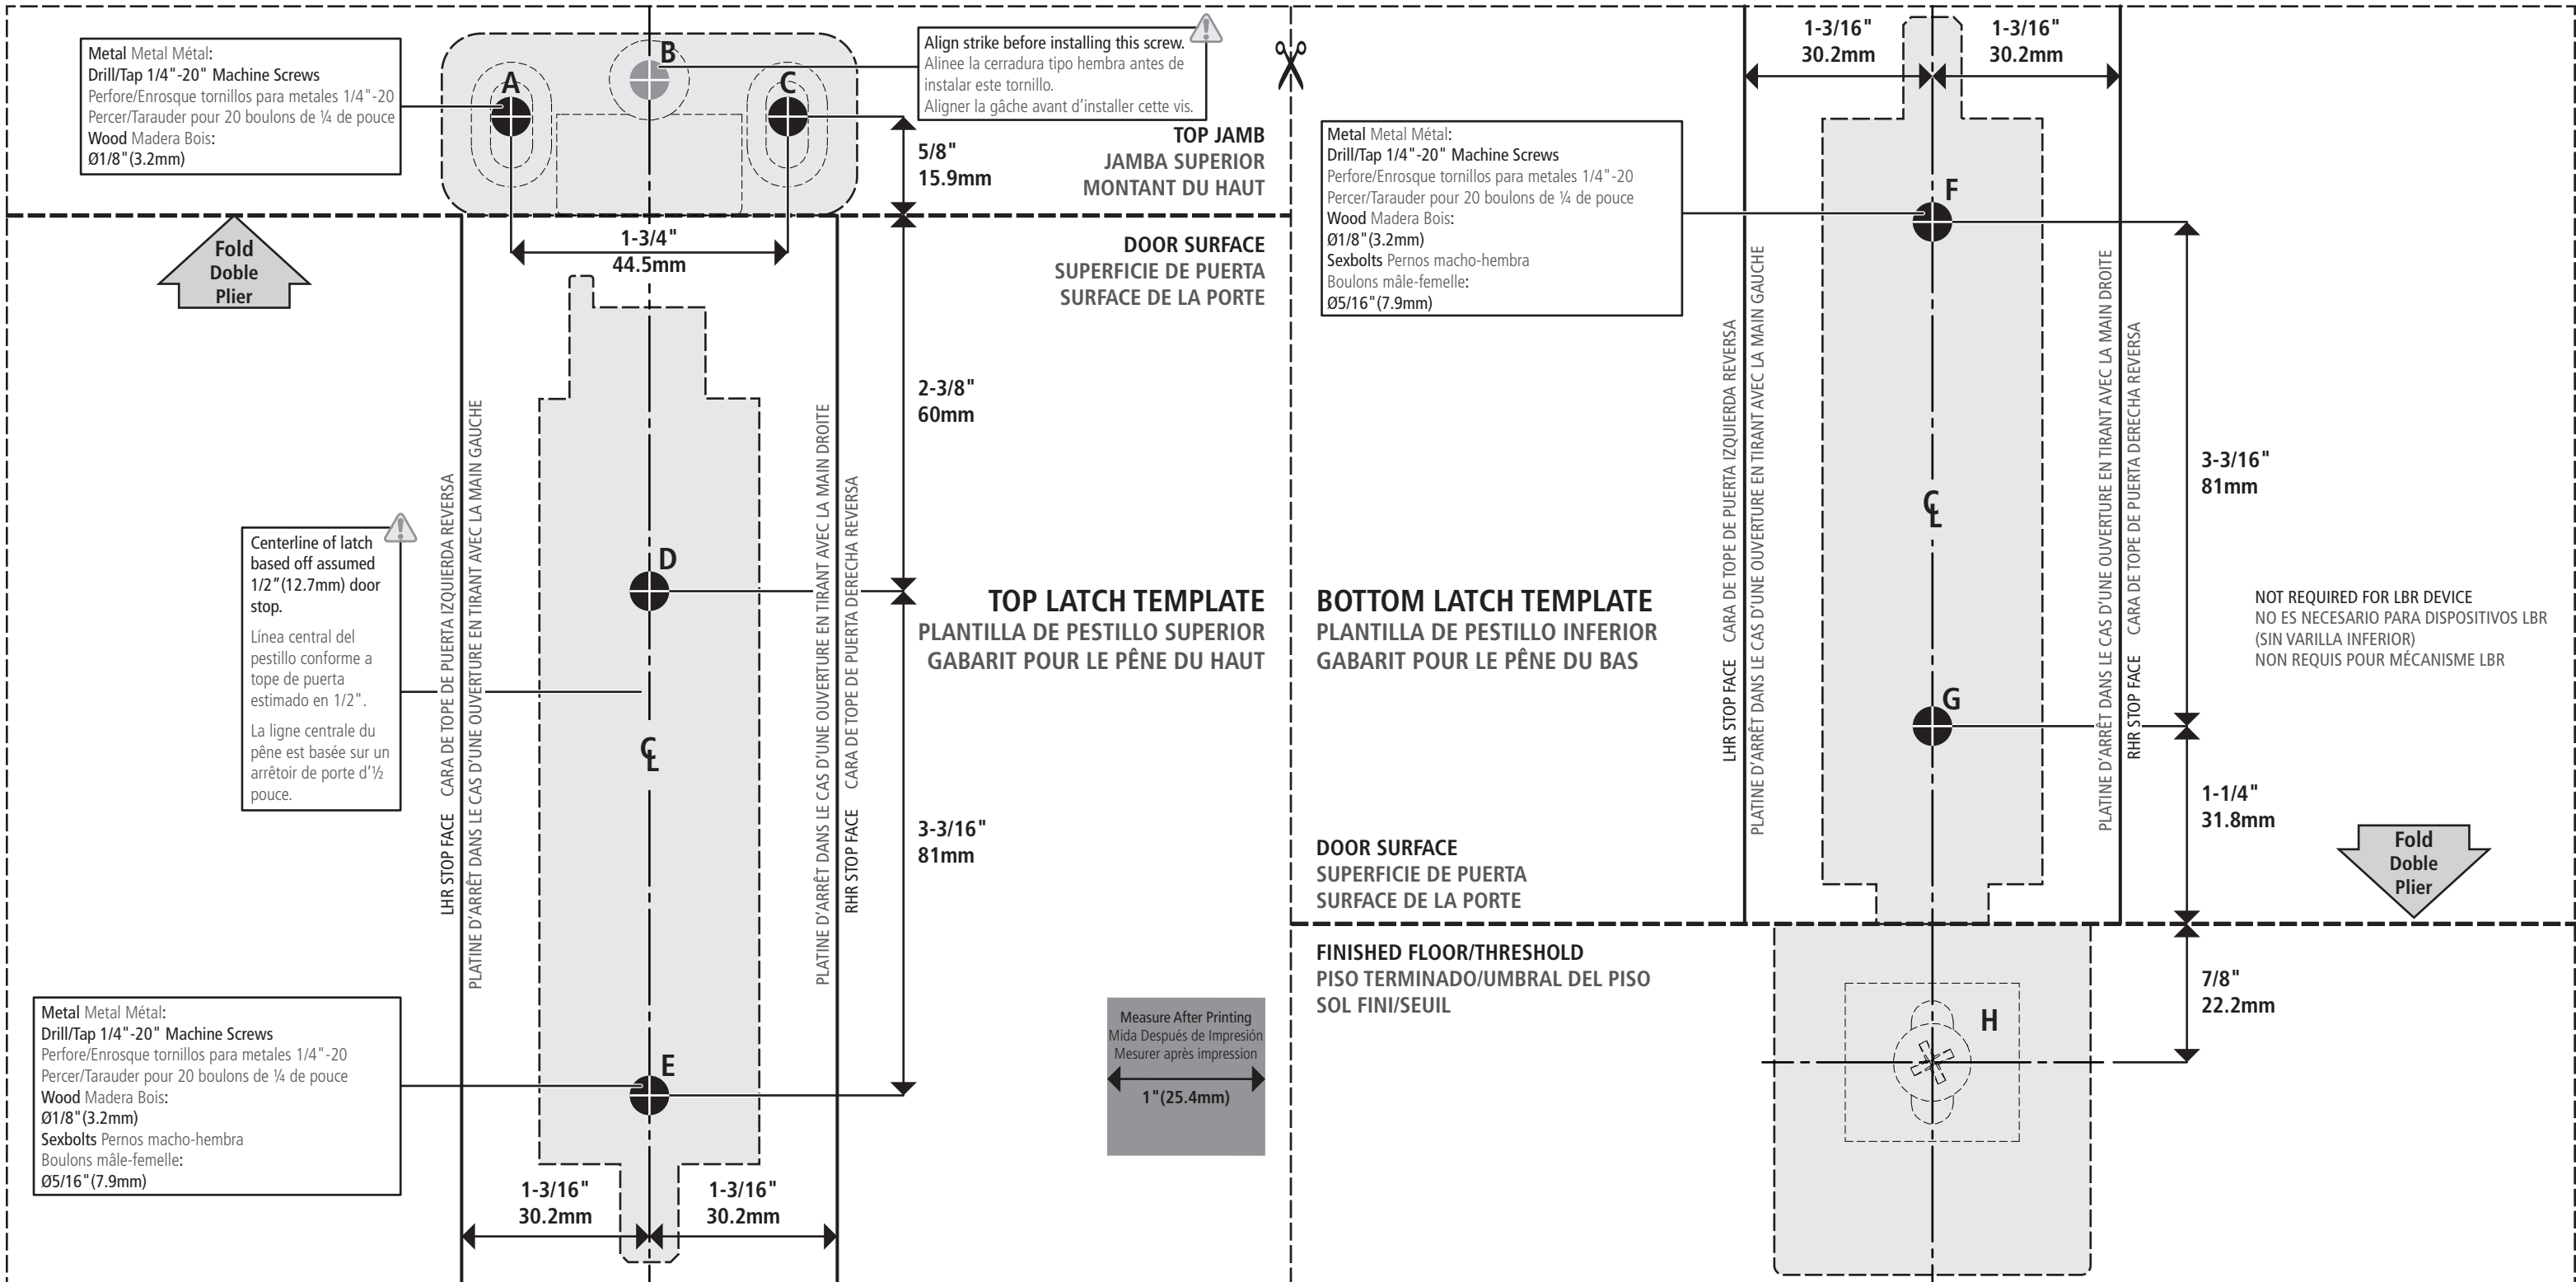 Metal Metal Métal:
Drill/Tap 1/4"-20" Machine Screws
Perfore/Enrosque tornillos para metales 1/4"-20
Percer/Tarauder pour 20 boulons de ¼ de pouce
Wood Madera Bois:
Ø1/8"(3.2mm)
A
B
C
Align strike before installing this screw.
Alinee la cerradura tipo hembra antes de
instalar este tornillo.
Aligner la gâche avant d'installer cette vis.
5/8"
15.9mm
TOP JAMB
JAMBA SUPERIOR
MONTANT DU HAUT
Fold
Doble
Plier
1-3/4"
44.5mm
DOOR SURFACE
SUPERFICIE DE PUERTA
SURFACE DE LA PORTE
2-3/8"
60mm
Centerline of latch
based off assumed
1/2"(12.7mm) door
stop.
Línea central del
pestillo conforme a
tope de puerta
estimado en 1/2".
La ligne centrale du
pêne est basée sur un
arrêtoir de porte d'½
pouce.
LHR STOP FACE CARA DE TOPE DE PUERTA IZQUIERDA REVERSA
PLATINE D'ARRÊT DANS LE CAS D'UNE OUVERTURE EN TIRANT AVEC LA MAIN GAUCHE
D
CL
PLATINE D'ARRÊT DANS LE CAS D'UNE OUVERTURE EN TIRANT AVEC LA MAIN DROITE
RHR STOP FACE CARA DE TOPE DE PUERTA DERECHA REVERSA
TOP LATCH TEMPLATE
PLANTILLA DE PESTILLO SUPERIOR
GABARIT POUR LE PÊNE DU HAUT
3-3/16"
81mm
Metal Metal Métal:
Drill/Tap 1/4"-20" Machine Screws
Perfore/Enrosque tornillos para metales 1/4"-20
Percer/Tarauder pour 20 boulons de ¼ de pouce
Wood Madera Bois:
Ø1/8"(3.2mm)
Sexbolts Pernos macho-hembra
Boulons mâle-femelle:
Ø5/16"(7.9mm)
E
1-3/16"
30.2mm
1-3/16"
30.2mm
Measure After Printing
Mida Después de Impresión
Mesurer après impression
1"(25.4mm)
1-3/16"
30.2mm
1-3/16"
30.2mm
Metal Metal Métal:
Drill/Tap 1/4"-20" Machine Screws
Perfore/Enrosque tornillos para metales 1/4"-20
Percer/Tarauder pour 20 boulons de ¼ de pouce
Wood Madera Bois:
Ø1/8"(3.2mm)
Sexbolts Pernos macho-hembra
Boulons mâle-femelle:
Ø5/16"(7.9mm)
F
LHR STOP FACE CARA DE TOPE DE PUERTA IZQUIERDA REVERSA
PLATINE D'ARRÊT DANS LE CAS D'UNE OUVERTURE EN TIRANT AVEC LA MAIN GAUCHE
CL
PLATINE D'ARRÊT DANS LE CAS D'UNE OUVERTURE EN TIRANT AVEC LA MAIN DROITE
RHR STOP FACE CARA DE TOPE DE PUERTA DERECHA REVERSA
3-3/16"
81mm
BOTTOM LATCH TEMPLATE
PLANTILLA DE PESTILLO INFERIOR
GABARIT POUR LE PÊNE DU BAS
NOT REQUIRED FOR LBR DEVICE
NO ES NECESARIO PARA DISPOSITIVOS LBR
(SIN VARILLA INFERIOR)
NON REQUIS POUR MÉCANISME LBR
G
1-1/4"
31.8mm
DOOR SURFACE
SUPERFICIE DE PUERTA
SURFACE DE LA PORTE
Fold
Doble
Plier
FINISHED FLOOR/THRESHOLD
PISO TERMINADO/UMBRAL DEL PISO
SOL FINI/SEUIL
7/8"
22.2mm
H